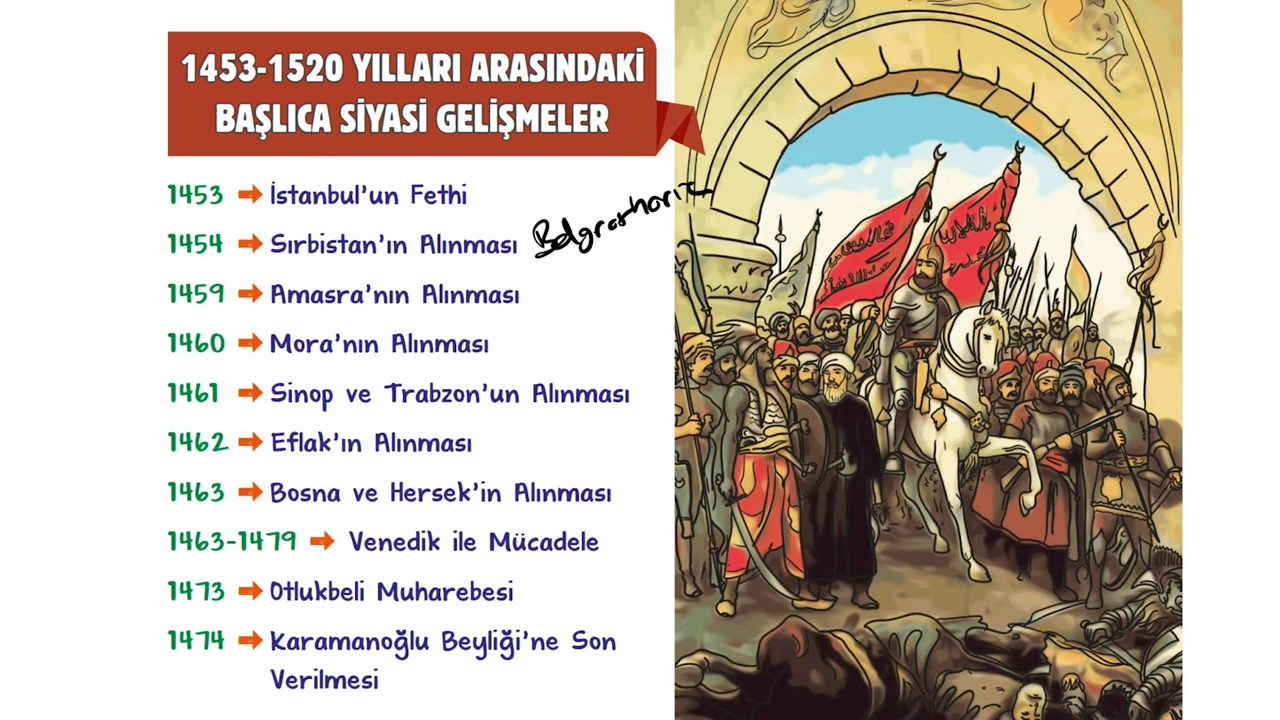 1453-1520 YILLARI ARASINDAKİ
BAŞLICA SİYASİ GELİŞMELER
1453 ➡ İstanbul'un Fethi
1454 ➡ Sırbistan'ın Alınması
1459 ➡ Amasra'nın Alınması
1460 ➡ Mora'nın Alınması
1461 ➡ Sinop ve Trabzon'un Alınması
1462 ➡ Eflak'ın Alınması
1463 ➡ Bosna ve Hersek'in Alınması
1463-1479 ➡ Venedik ile Mücadele
1473 ➡ Otlukbeli Muharebesi
1474 ➡ Karamanoğlu Beyliği'ne Son
Verilmesi